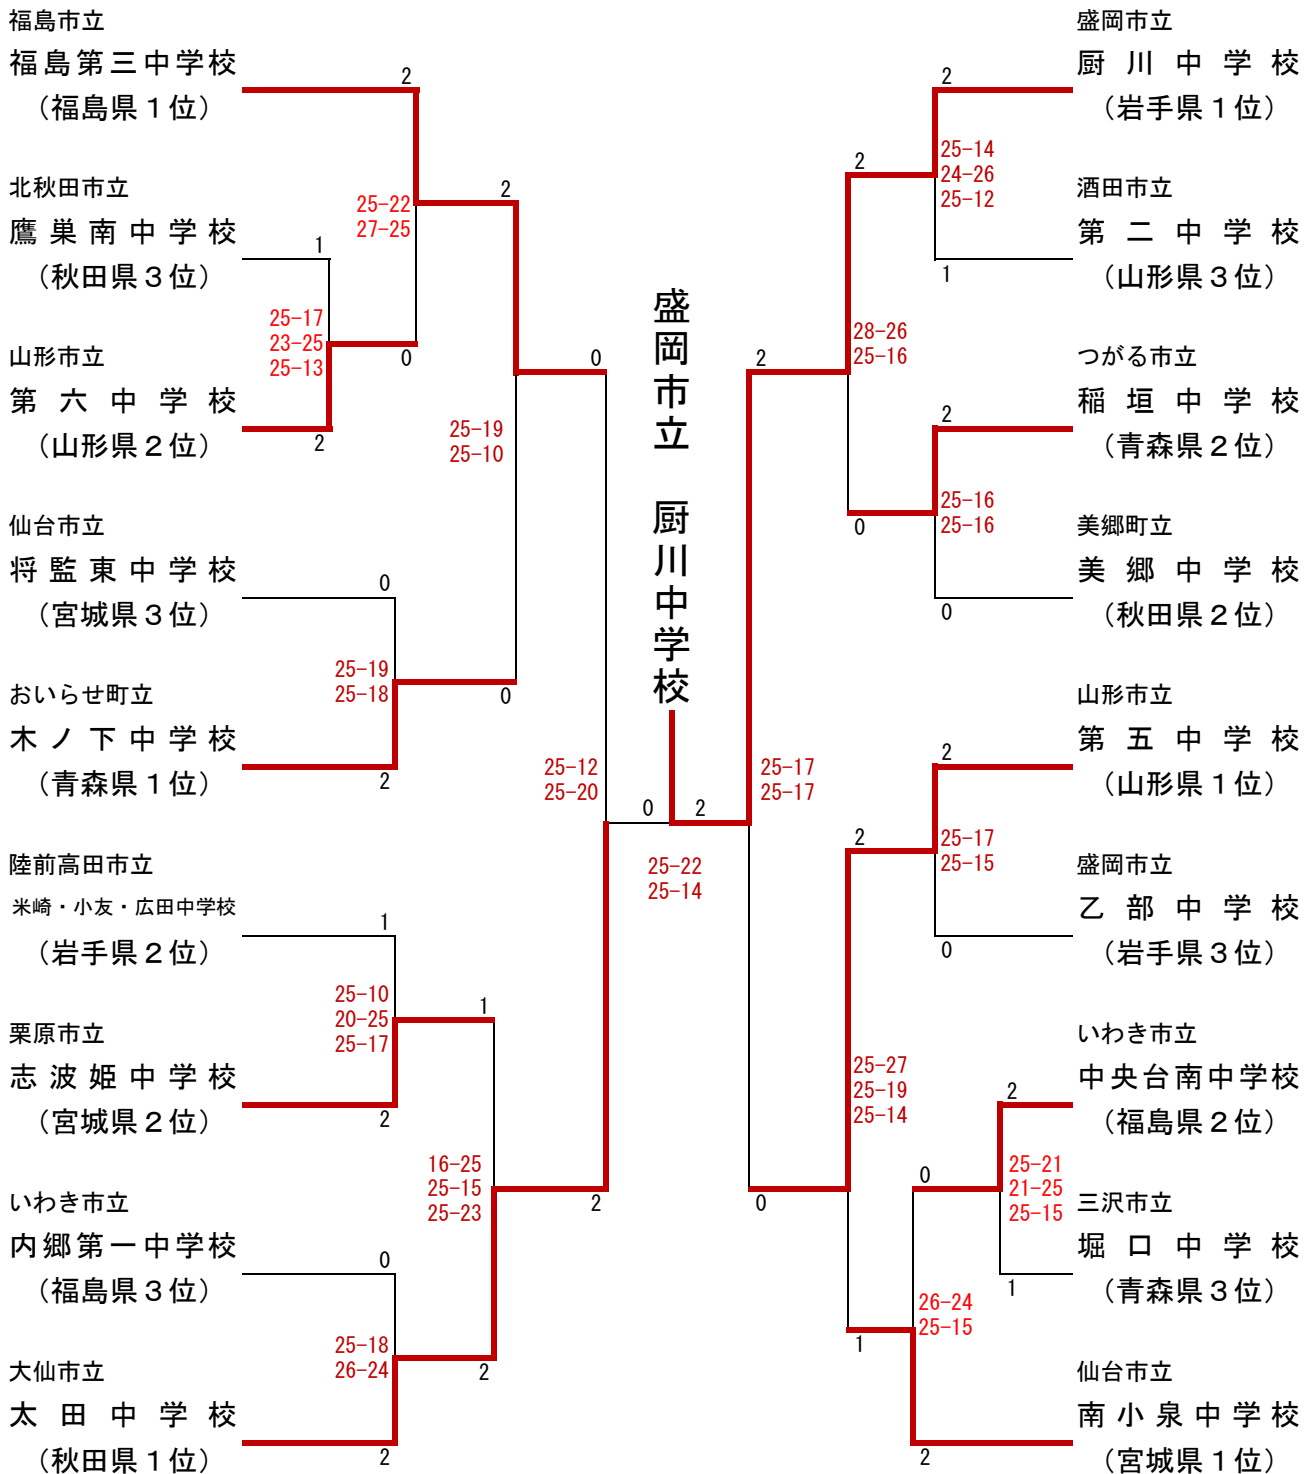 福島市立
福島第三中学校
（福島県１位）
北秋田市立
鷹巣南中学校
（秋田県３位）
山形市立
第六中学校
（山形県２位）
仙台市立
将監東中学校
（宮城県３位）
おいらせ町立
木ノ下中学校
（青森県１位）
陸前高田市立
米崎・小友・広田中学校
（岩手県２位）
栗原市立
志波姫中学校
（宮城県２位）
いわき市立
内郷第一中学校
（福島県３位）
大仙市立
太田中学校
（秋田県１位）
2
1
25-17
23-25
25-13
2
25-22
27-25
0
2
25-19
25-10
0
0
25-19
25-18
2
0
25-12
25-20
1
25-10
20-25
25-17
2
1
16-25
25-15
25-23
2
2
0
25-18
26-24
2
盛岡市立　厨川中学校
0
2
25-22
25-14
2
25-17
25-17
0
2
28-26
25-16
0
2
25-14
24-26
25-12
1
2
25-16
25-16
0
2
25-17
25-15
0
2
25-27
25-19
25-14
1
0
26-24
25-15
2
2
25-21
21-25
25-15
1
盛岡市立
厨川中学校
（岩手県１位）
酒田市立
第二中学校
（山形県３位）
つがる市立
稲垣中学校
（青森県２位）
美郷町立
美郷中学校
（秋田県２位）
山形市立
第五中学校
（山形県１位）
盛岡市立
乙部中学校
（岩手県３位）
いわき市立
中央台南中学校
（福島県２位）
三沢市立
堀口中学校
（青森県３位）
仙台市立
南小泉中学校
（宮城県１位）